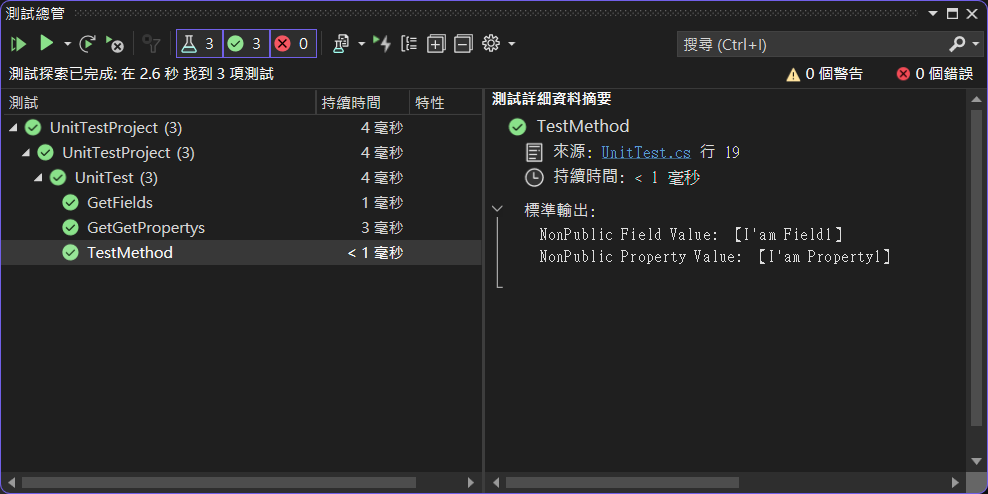 測試總管
3 3 0
搜尋 (Ctrl+I)
測試探索已完成: 在 2.6 秒 找到 3 項測試
0 個警告
0 個錯誤
測試 持續時間 特性
UnitTestProject (3) 4 毫秒
UnitTestProject (3) 4 毫秒
UnitTest (3) 4 毫秒
GetFields 1 毫秒
GetGetPropertys 3 毫秒
TestMethod < 1 毫秒
測試詳細資料摘要
TestMethod
來源: UnitTest.cs 行 19
持續時間: < 1 毫秒
標準輸出:
NonPublic Field Value: 【I'am Field1】
NonPublic Property Value: 【I'am Property1】